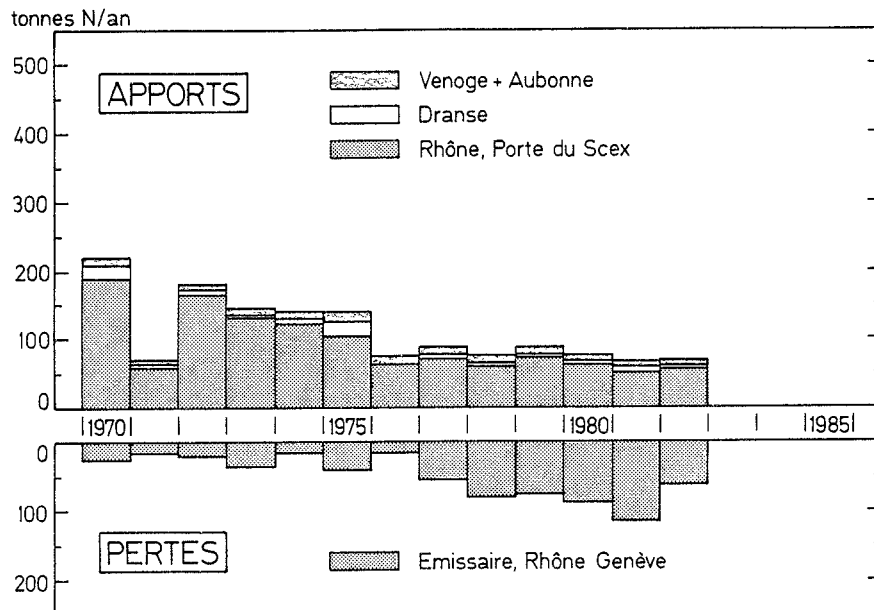 tonnes N/an
500
400
300
200
100
0
APPORTS
Venoge + Aubonne
Dranse
Rhône, Porte du Scex
1970 1975 1980 1985
0
100
200
PERTES
Emissaire, Rhône Genève